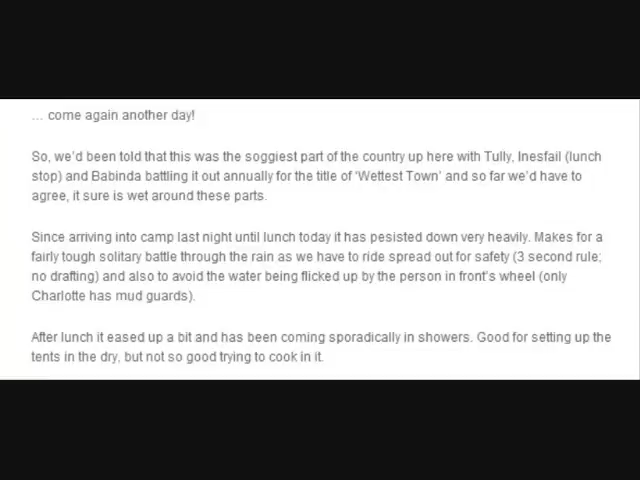 ... come again another day!
So, we'd been told that this was the soggiest part of the country up here with Tully, Inesfail (lunch
stop) and Babinda battling it out annually for the title of 'Wettest Town' and so far we'd have to
agree, it sure is wet around these parts.
Since arriving into camp last night until lunch today it has pesisted down very heavily. Makes for a
fairly tough solitary battle through the rain as we have to ride spread out for safety (3 second rule;
no drafting) and also to avoid the water being flicked up by the person in front's wheel (only
Charlotte has mud guards).
After lunch it eased up a bit and has been coming sporadically in showers. Good for setting up the
tents in the dry, but not so good trying to cook in it.